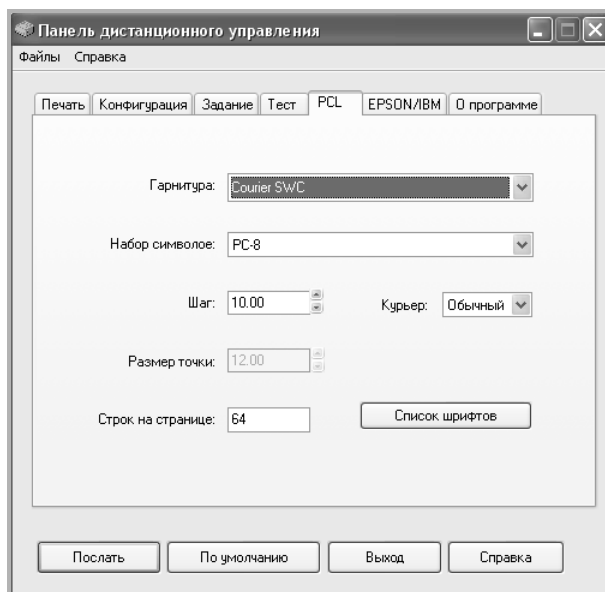 Панель дистанционного управления
Файлы Справка
Печать Конфигурация Задание Тест PCL EPSON/IBM О программе
Гарнитура: Courier SWC
Набор символое: PC-8
Шаг: 10.00 Курьер: Обычный
Размер точки: 12.00
Строк на странице: 64 Список шрифтов
Послать По умолчанию Выход Справка